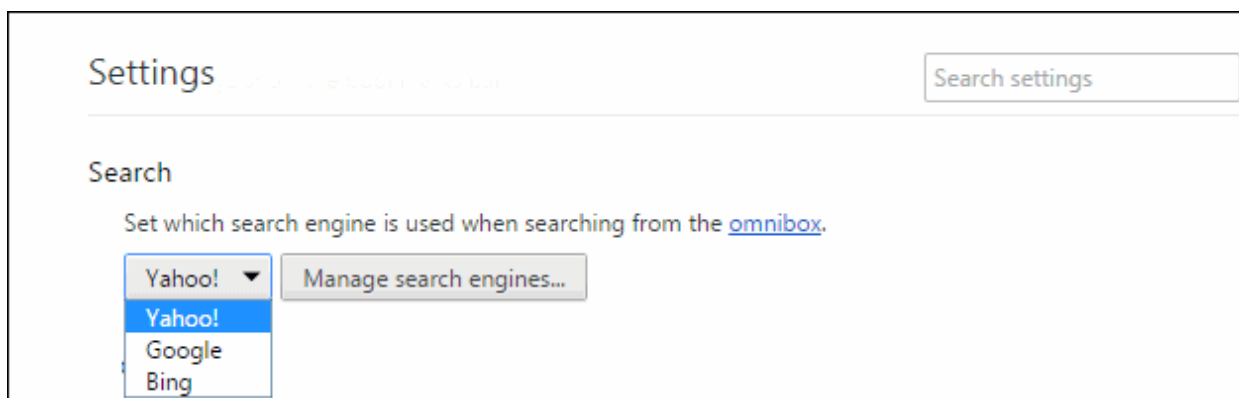 Settings
Search settings
Search
Set which search engine is used when searching from the omnibox.
Yahoo!
Manage search engines...
Yahoo!
Google
Bing